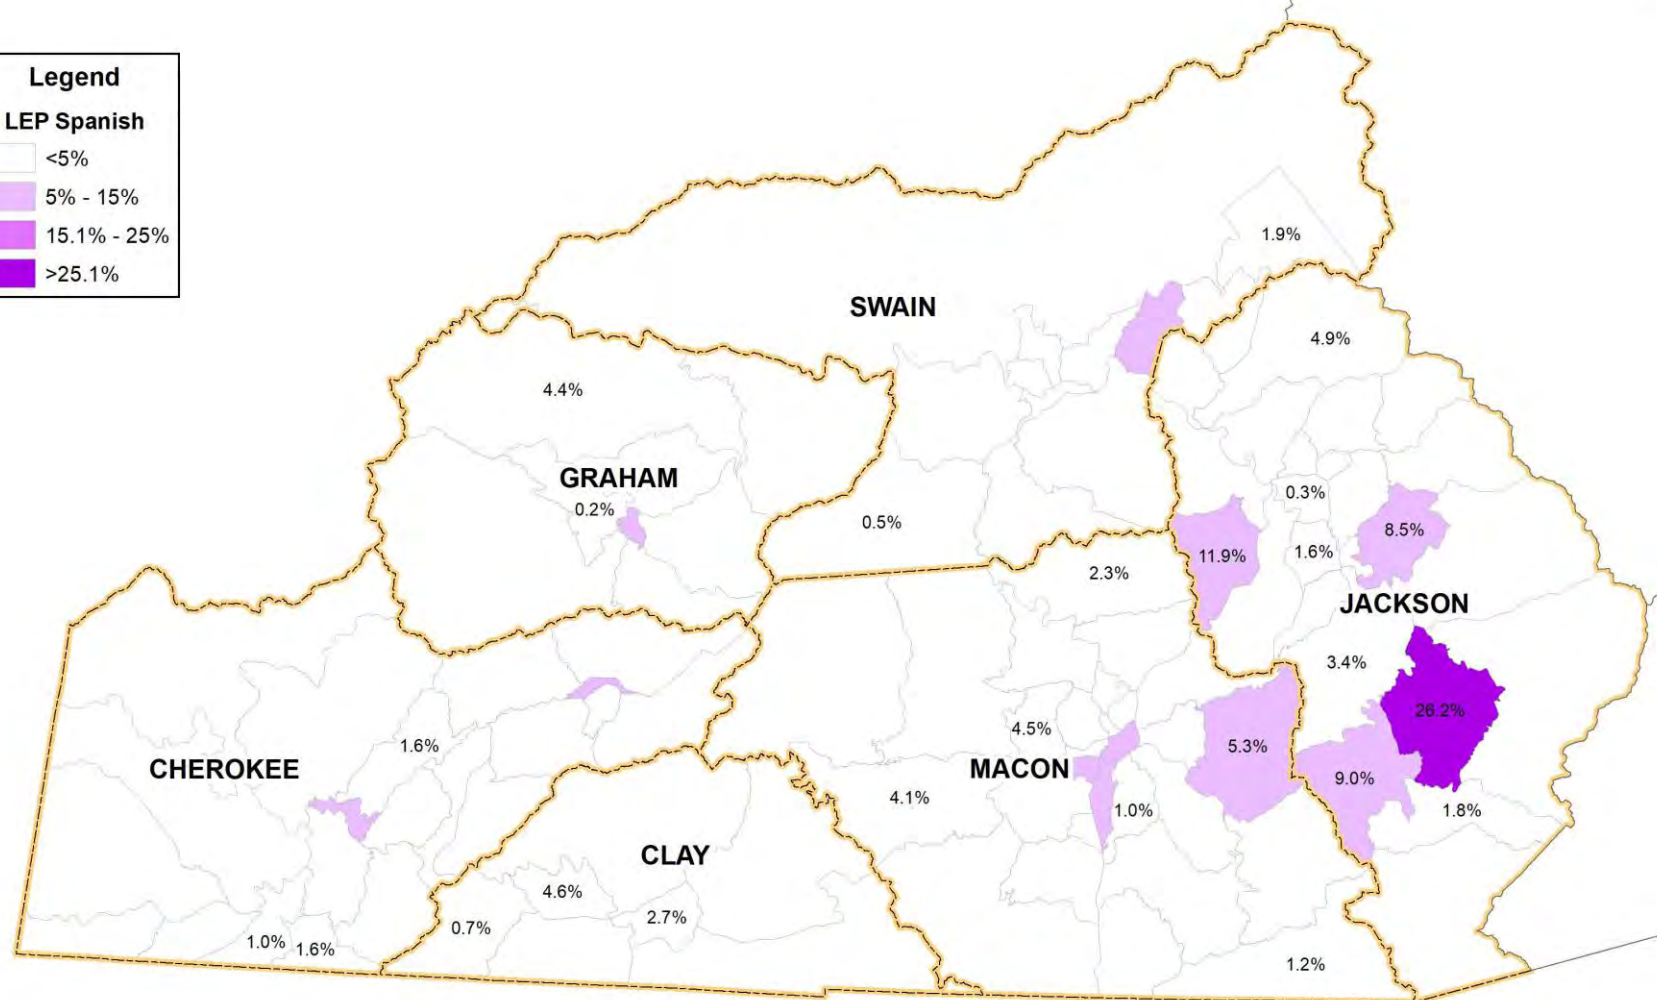 Legend
LEP Spanish
<5%
5% - 15%
15.1% - 25%
>25.1%
1.9%
SWAIN
4.9%
4.4%
GRAHAM
0.2%
0.3%
0.5%
8.5%
11.9%
1.6%
2.3%
JACKSON
3.4%
26.2%
4.5%
1.6%
5.3%
CHEROKEE
MACON
9.0%
4.1%
1.0%
1.8%
CLAY
4.6%
2.7%
0.7%
1.0%
1.6%
1.2%